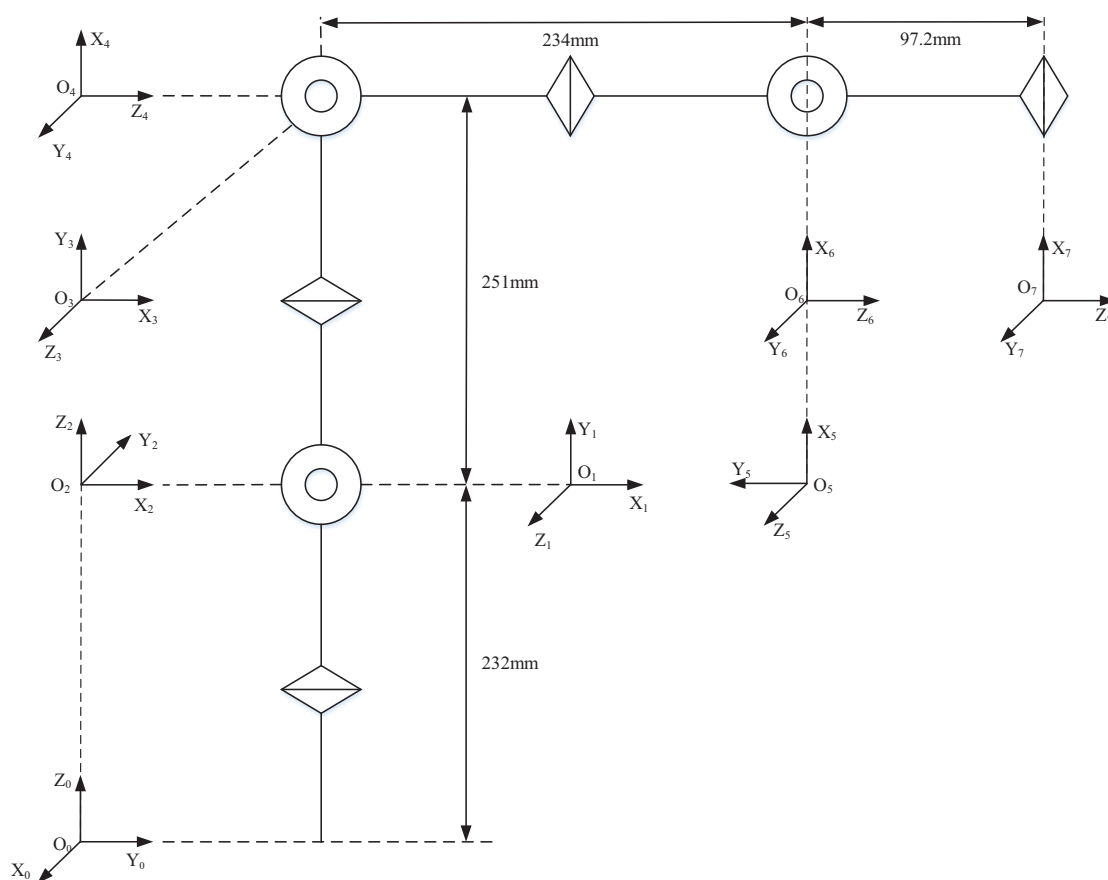 X₄
234mm
97.2mm
O₄
Z₄
Y₄
Y₃
O₃
X₃
Z₃
251mm
X₆
O₆
Z₆
Y₆
X₇
O₇
Y₇
Z₂
Y₂
O₂
X₂
Y₁
O₁
X₁
Z₁
X₅
Y₅
O₅
Z₅
232mm
Z₀
O₀
Y₀
X₀